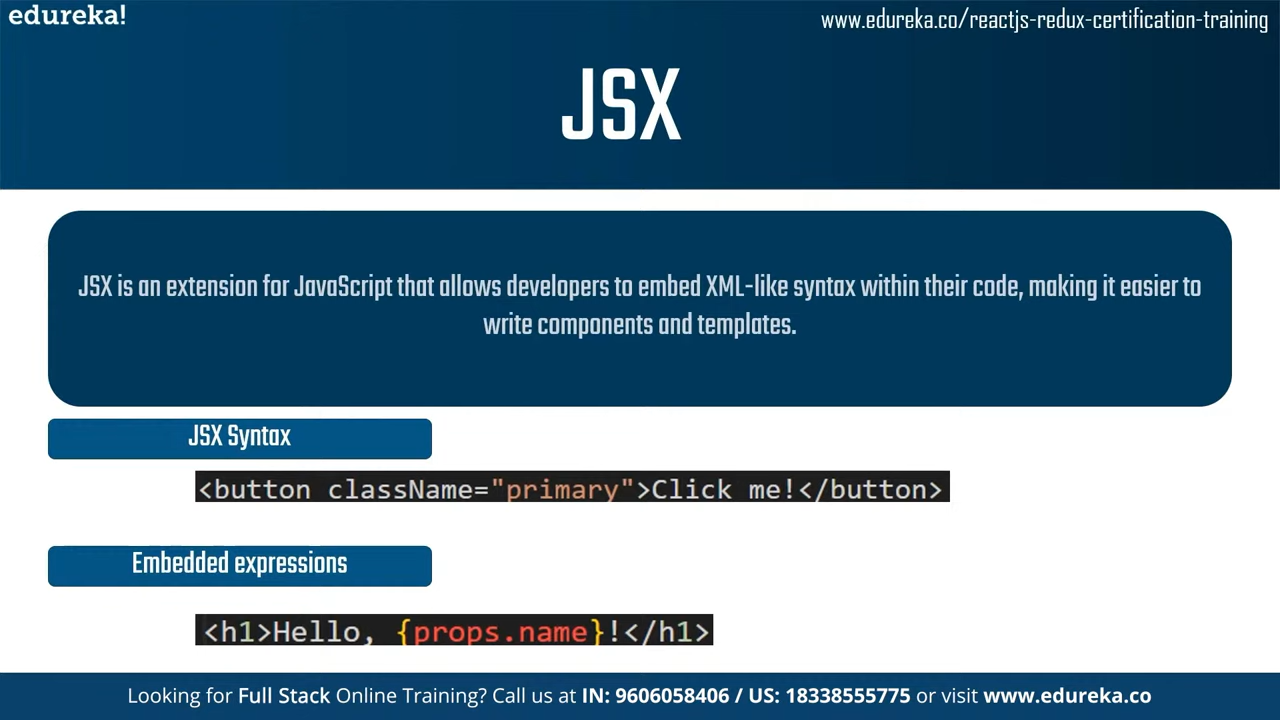 edureka!
www.edureka.co/reactjs-redux-certification-training
JSX
JSX is an extension for JavaScript that allows developers to embed XML-like syntax within their code, making it easier to
write components and templates.
JSX Syntax
<button className="primary">Click me!</button>
Embedded expressions
<h1>Hello, {props.name}!</h1>
Looking for Full Stack Online Training? Call us at IN: 9606058406 / US: 18338555775 or visit www.edureka.co